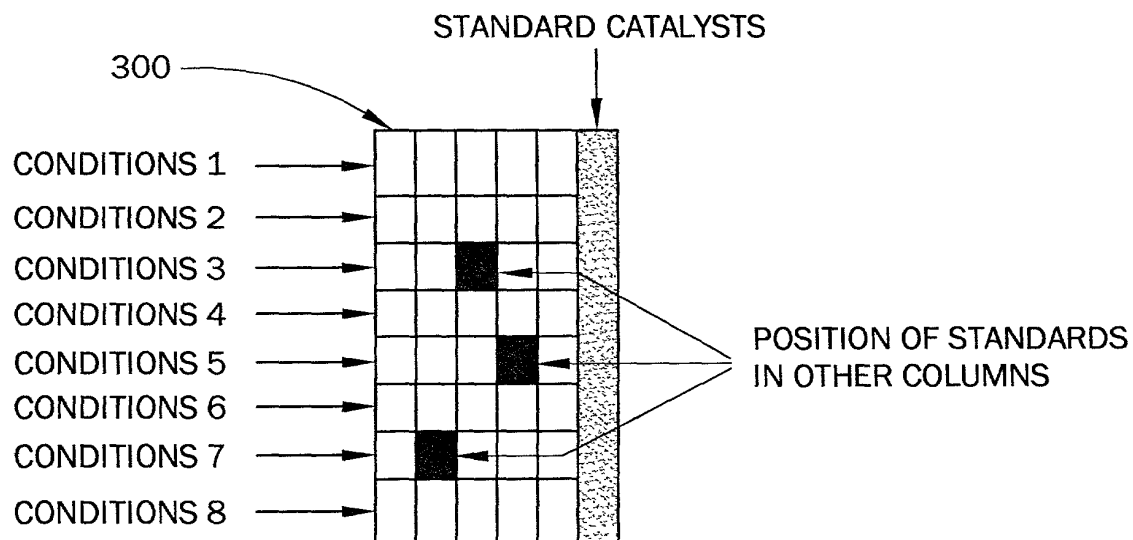 STANDARD CATALYSTS
300
CONDITIONS 1
CONDITIONS 2
CONDITIONS 3
CONDITIONS 4
CONDITIONS 5
CONDITIONS 6
CONDITIONS 7
CONDITIONS 8
POSITION OF STANDARDS
IN OTHER COLUMNS